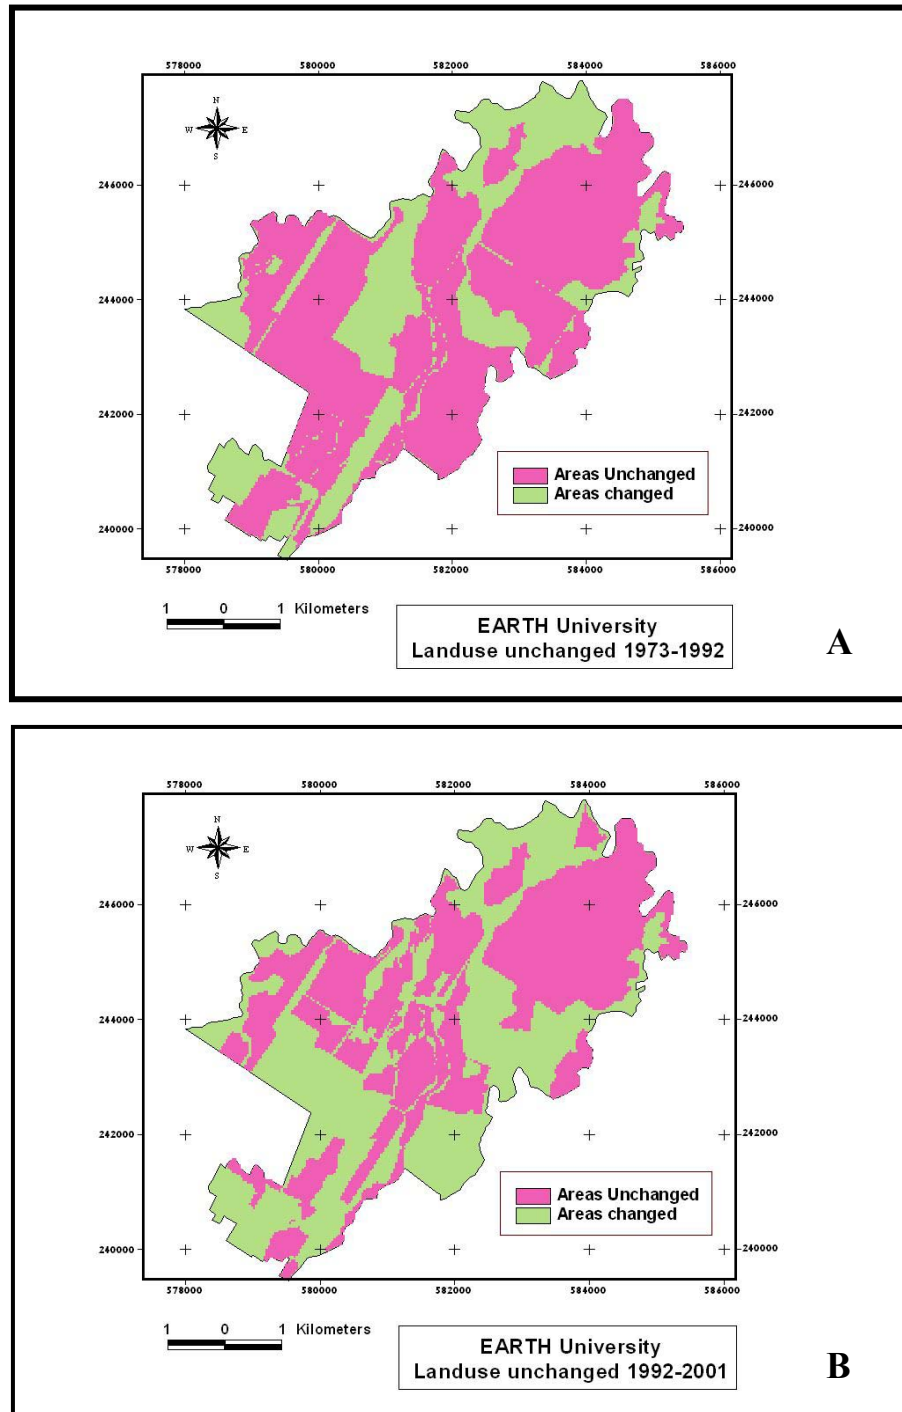 578000 580000 582000 584000 586000
N
W E
S
246000 246000
244000 244000
242000 242000
Areas Unchanged
Areas changed
240000 240000
578000 580000 582000 584000 586000
1 0 1 Kilometers
EARTH University
Landuse unchanged 1973-1992
A
578000 580000 582000 584000 586000
N
W E
S
246000 246000
244000 244000
242000 242000
Areas Unchanged
Areas changed
240000 240000
578000 580000 582000 584000 586000
1 0 1 Kilometers
EARTH University
Landuse unchanged 1992-2001
B